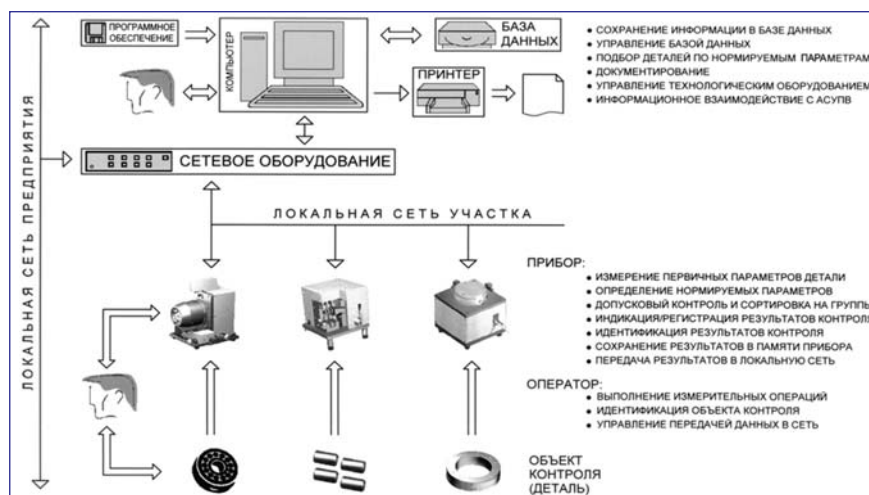 ПРОГРАММНОЕ
ОБЕСПЕЧЕНИЕ
КОМПЬЮТЕР
БАЗА
ДАННЫХ
ПРИНТЕР
• СОХРАНЕНИЕ ИНФОРМАЦИИ В БАЗЕ ДАННЫХ
• УПРАВЛЕНИЕ БАЗОЙ ДАННЫХ
• ПОДБОР ДЕТАЛЕЙ ПО НОРМИРУЕМЫМ ПАРАМЕТРАМ
• ДОКУМЕНТИРОВАНИЕ
• УПРАВЛЕНИЕ ТЕХНОЛОГИЧЕСКИМ ОБОРУДОВАНИЕМ
• ИНФОРМАЦИОННОЕ ВЗАИМОДЕЙСТВИЕ С АСУПВ
СЕТЕВОЕ ОБОРУДОВАНИЕ
ЛОКАЛЬНАЯ СЕТЬ ПРЕДПРИЯТИЯ
ЛОКАЛЬНАЯ СЕТЬ УЧАСТКА
ПРИБОР:
• ИЗМЕРЕНИЕ ПЕРВИЧНЫХ ПАРАМЕТРОВ ДЕТАЛИ
• ОПРЕДЕЛЕНИЕ НОРМИРУЕМЫХ ПАРАМЕТРОВ
• ДОПУСКОВЫЙ КОНТРОЛЬ И СОРТИРОВКА НА ГРУППЫ
• ИНДИКАЦИЯ/РЕГИСТРАЦИЯ РЕЗУЛЬТАТОВ КОНТРОЛЯ
• ИДЕНТИФИКАЦИЯ РЕЗУЛЬТАТОВ КОНТРОЛЯ
• СОХРАНЕНИЕ РЕЗУЛЬТАТОВ В ПАМЯТИ ПРИБОРА
• ПЕРЕДАЧА РЕЗУЛЬТАТОВ В ЛОКАЛЬНУЮ СЕТЬ
ОПЕРАТОР:
• ВЫПОЛНЕНИЕ ИЗМЕРИТЕЛЬНЫХ ОПЕРАЦИЙ
• ИДЕНТИФИКАЦИЯ ОБЪЕКТА КОНТРОЛЯ
• УПРАВЛЕНИЕ ПЕРЕДАЧЕЙ ДАННЫХ В СЕТЬ
ОБЪЕКТ
КОНТРОЛЯ
(ДЕТАЛЬ)